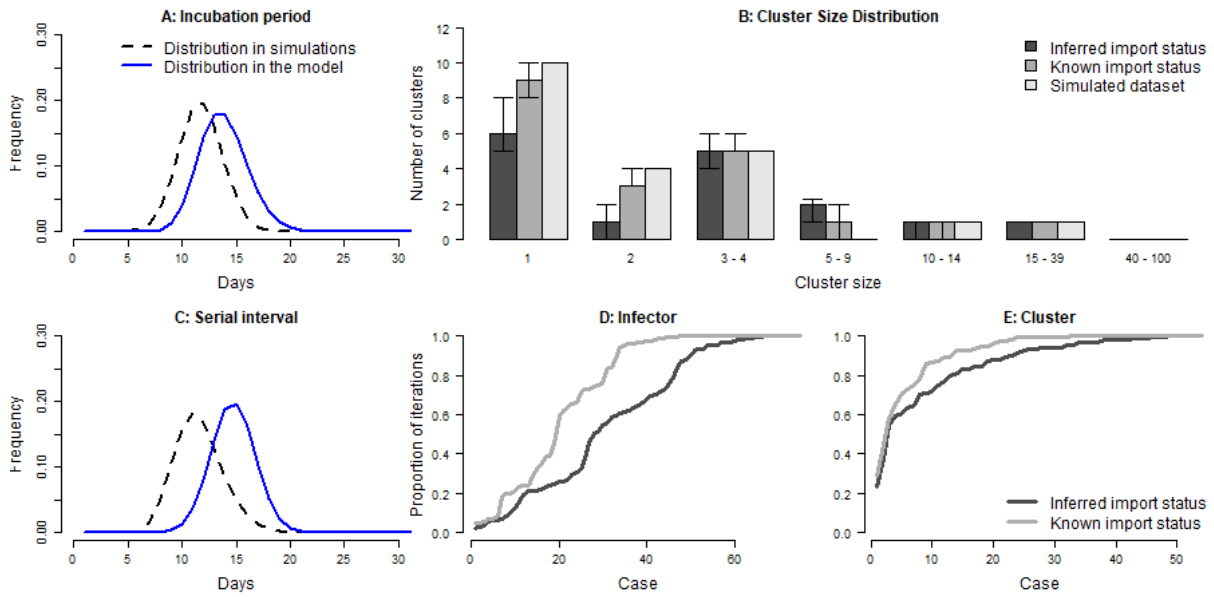 A: Incubation period
Frequency
0.00 0.10 0.20 0.30
Distribution in simulations
Distribution in the model
0 5 10 15 20 25 30
Days
B: Cluster Size Distribution
Number of clusters
0 2 4 6 8 10 12
Inferred import status
Known import status
Simulated dataset
1 2 3 - 4 5 - 9 10 - 14 15 - 39 40 - 100
Cluster size
C: Serial interval
Frequency
0.00 0.10 0.20 0.30
0 5 10 15 20 25 30
Days
D: Infector
Proportion of iterations
0.0 0.2 0.4 0.6 0.8 1.0
0 20 40 60
Case
E: Cluster
0.0 0.2 0.4 0.6 0.8 1.0
Inferred import status
Known import status
0 10 20 30 40 50
Case